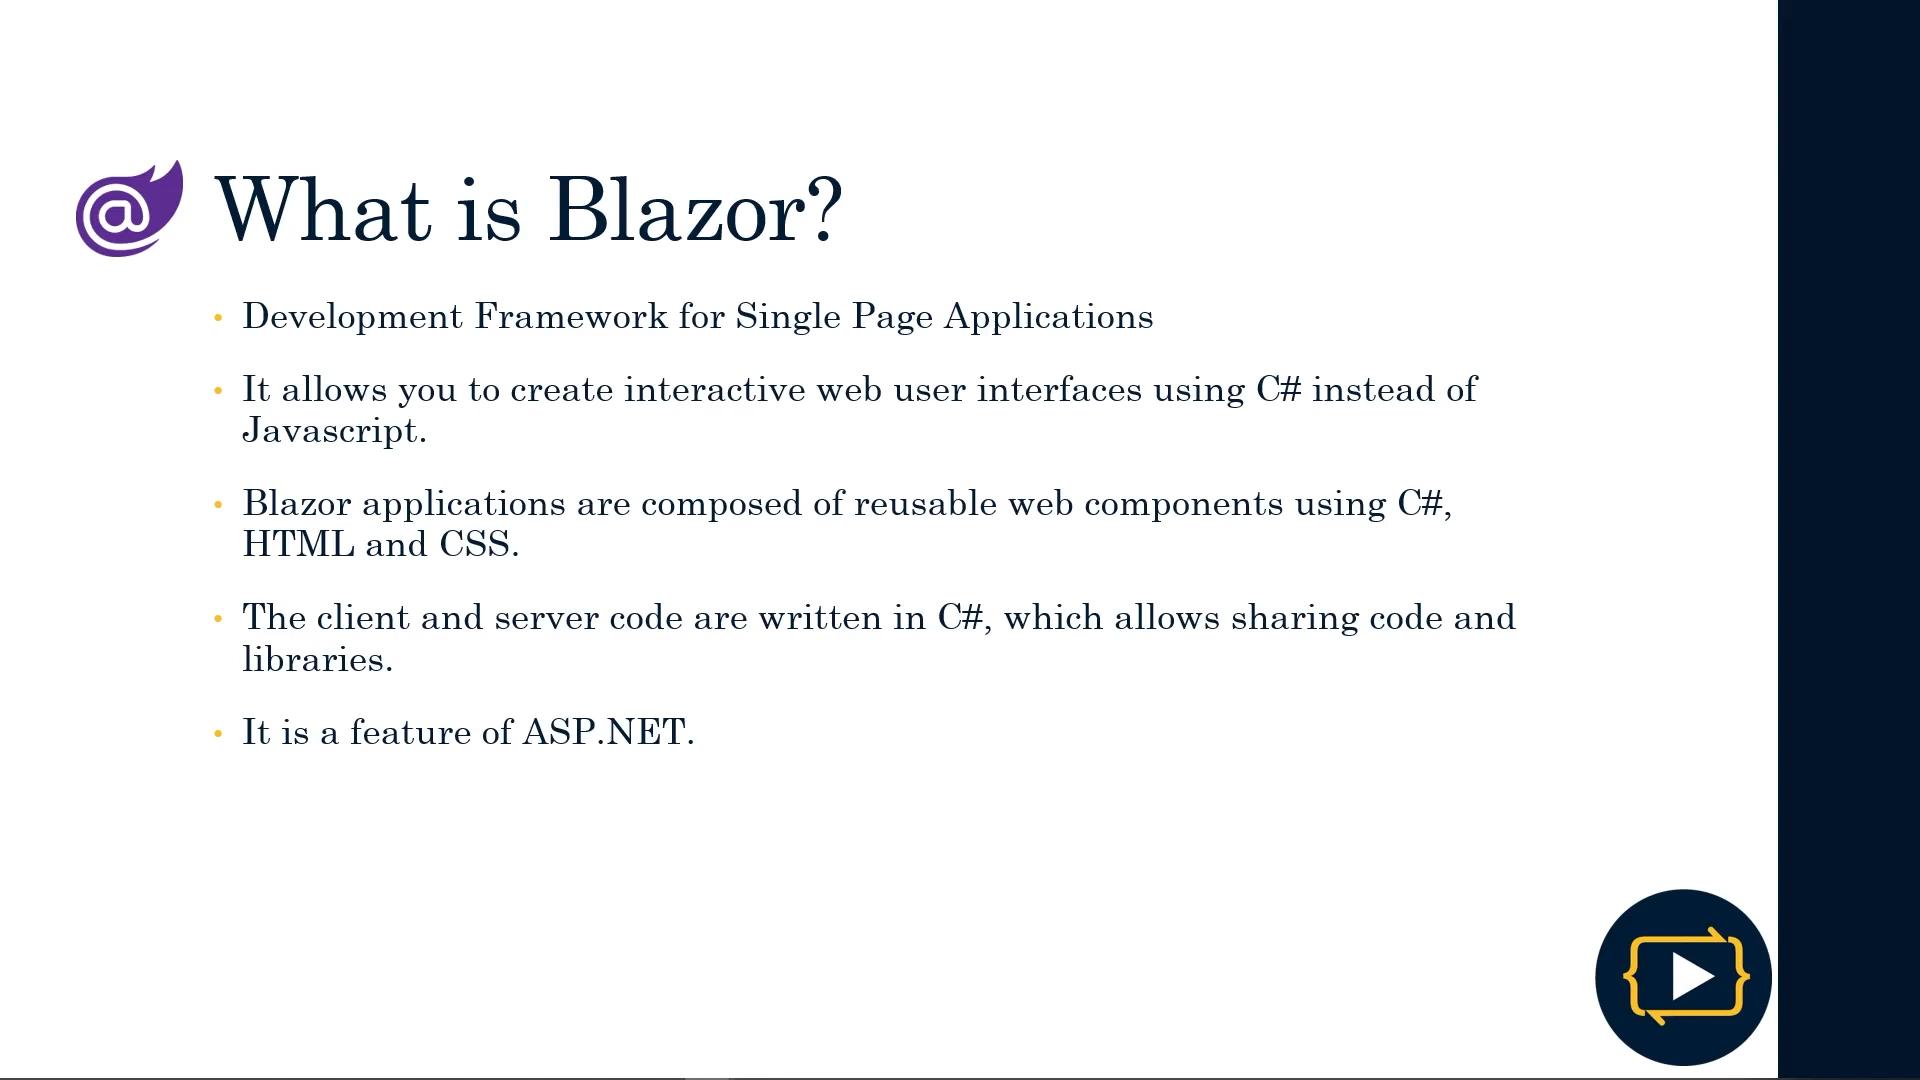 What is Blazor?
• Development Framework for Single Page Applications
• It allows you to create interactive web user interfaces using C# instead of
Javascript.
• Blazor applications are composed of reusable web components using C#,
HTML and CSS.
• The client and server code are written in C#, which allows sharing code and
libraries.
• It is a feature of ASP.NET.